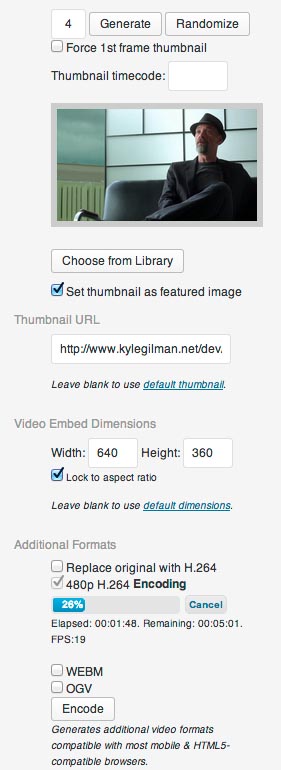 4 Generate Randomize
Force 1st frame thumbnail
Thumbnail timecode:
Choose from Library
Set thumbnail as featured image
Thumbnail URL
http://www.kylegilman.net/dev.
Leave blank to use default thumbnail.
Video Embed Dimensions
Width: 640 Height: 360
Lock to aspect ratio
Leave blank to use default dimensions.
Additional Formats
Replace original with H.264
480p H.264 Encoding
26% Cancel
Elapsed: 00:01:48. Remaining: 00:05:01.
FPS:19
WEBM
OGV
Encode
Generates additional video formats
compatible with most mobile & HTML5-
compatible browsers.